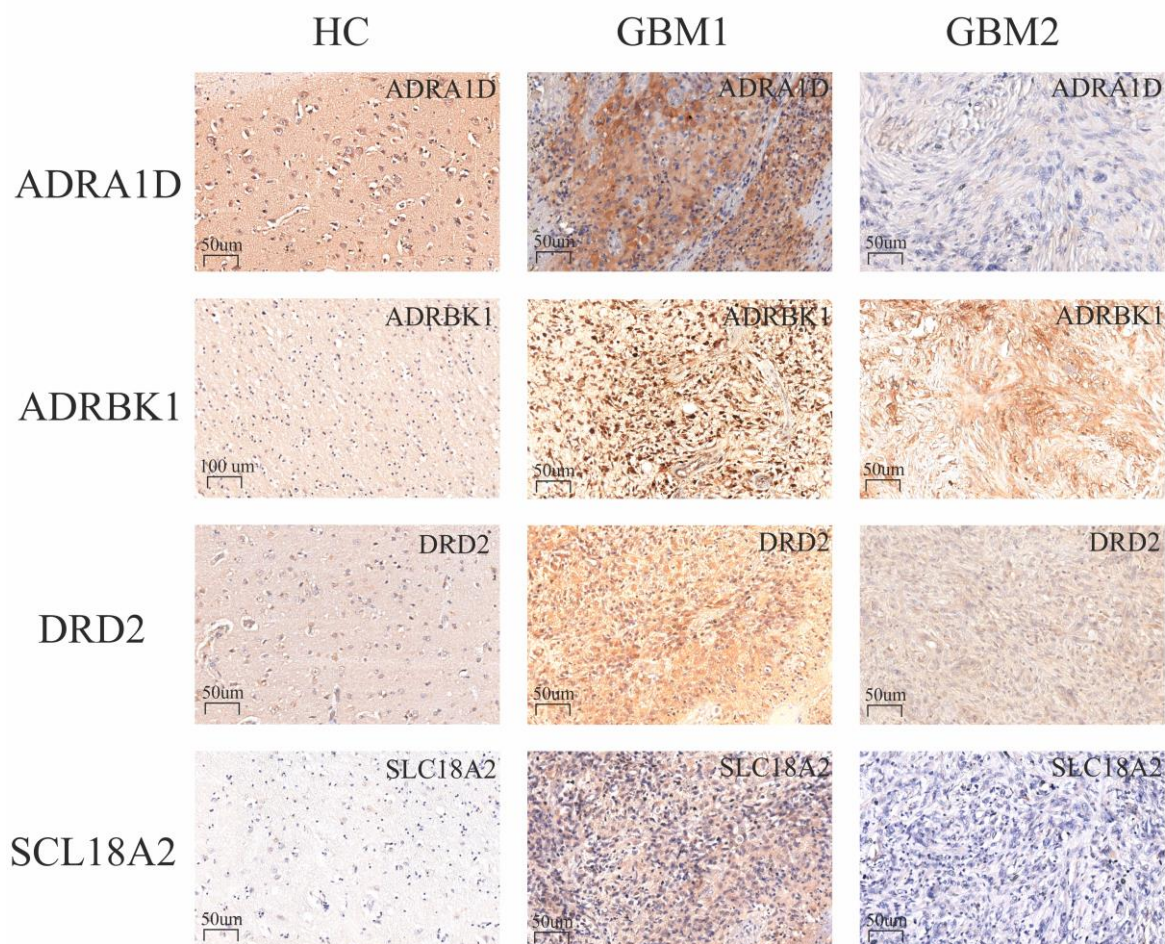 HC GBM1 GBM2
ADRA1D
ADRA1D ADRA1D ADRA1D
50um 50um 50um
ADRBK1
ADRBK1 ADRBK1 ADRBK1
100 um 50um 50um
DRD2
DRD2 DRD2 DRD2
50um 50um 50um
SCL18A2
SLC18A2 SLC18A2 SLC18A2
50um 50um 50um